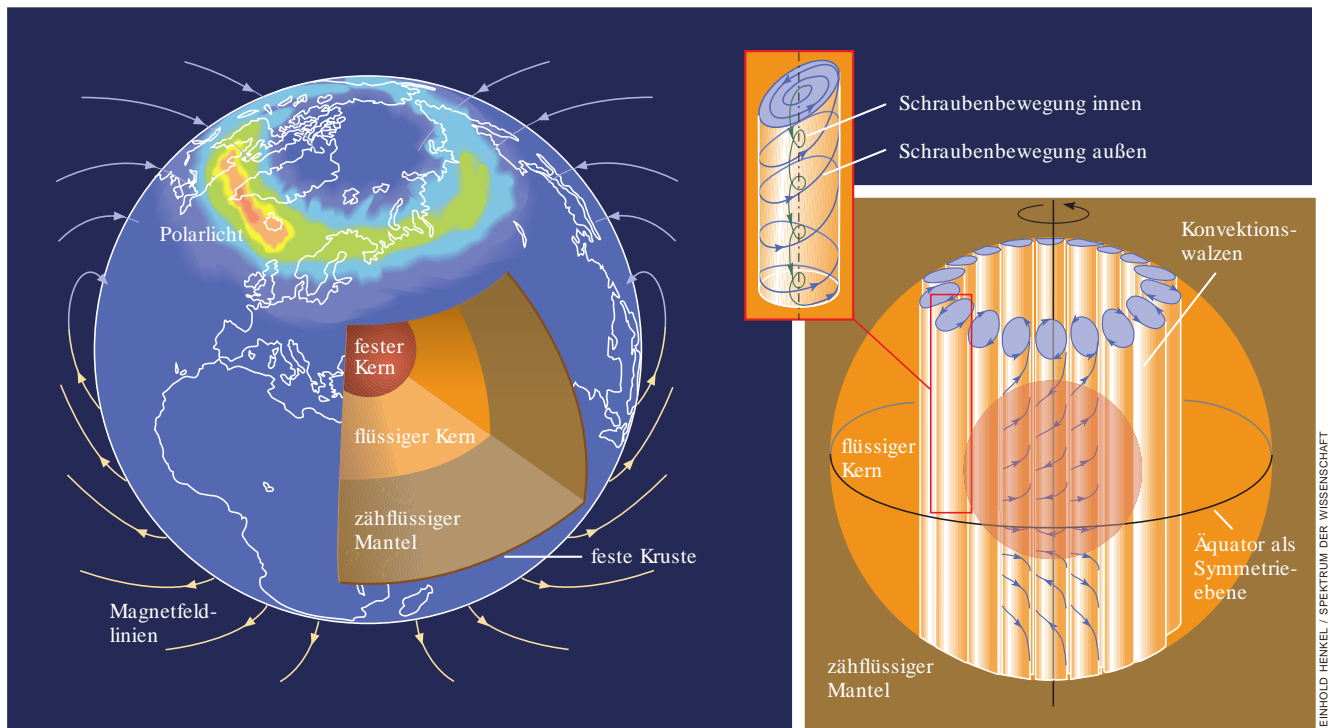 Polarlicht
fester
Kern
flüssiger Kern
zähflüssiger
Mantel
feste Kruste
Magnetfeld-
linien
Schraubenbewegung innen
Schraubenbewegung außen
Konvektions-
walzen
flüssiger
Kern
Äquator als
Symmetrie-
ebene
zähflüssiger
Mantel
EINHOLD HENKEL / SPEKTRUM DER WISSENSCHAFT